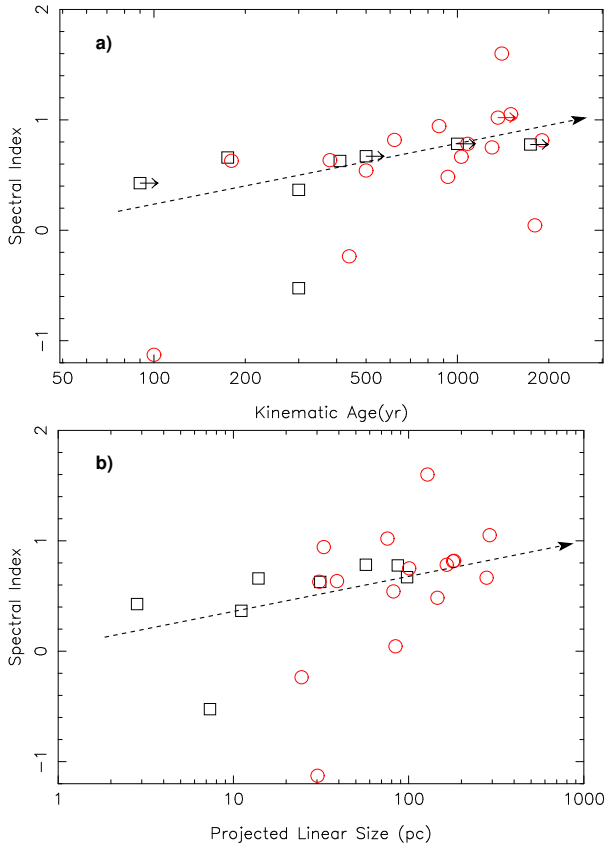 2
a)
1
Spectral Index
0
−1
50 100 200 500 1000 2000
Kinematic Age(yr)
2
b)
1
Spectral Index
0
−1
1 10 100 1000
Projected Linear Size (pc)